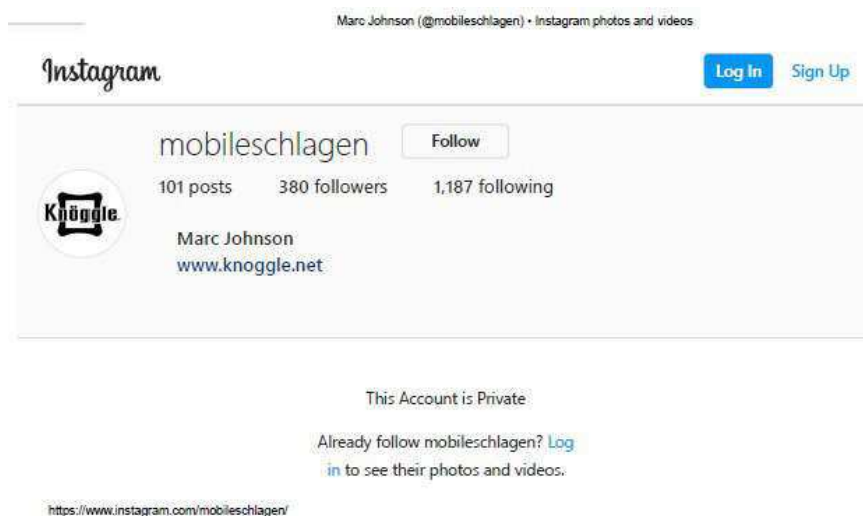 Marc Johnson (@mobileschlagen) • Instagram photos and videos
Instagram
Log In Sign Up
mobileschlagen Follow
101 posts 380 followers 1,187 following
Knöggle
Marc Johnson
www.knoggle.net
This Account is Private
Already follow mobileschlagen? Log
in to see their photos and videos.
https://www.instagram.com/mobileschlagen/